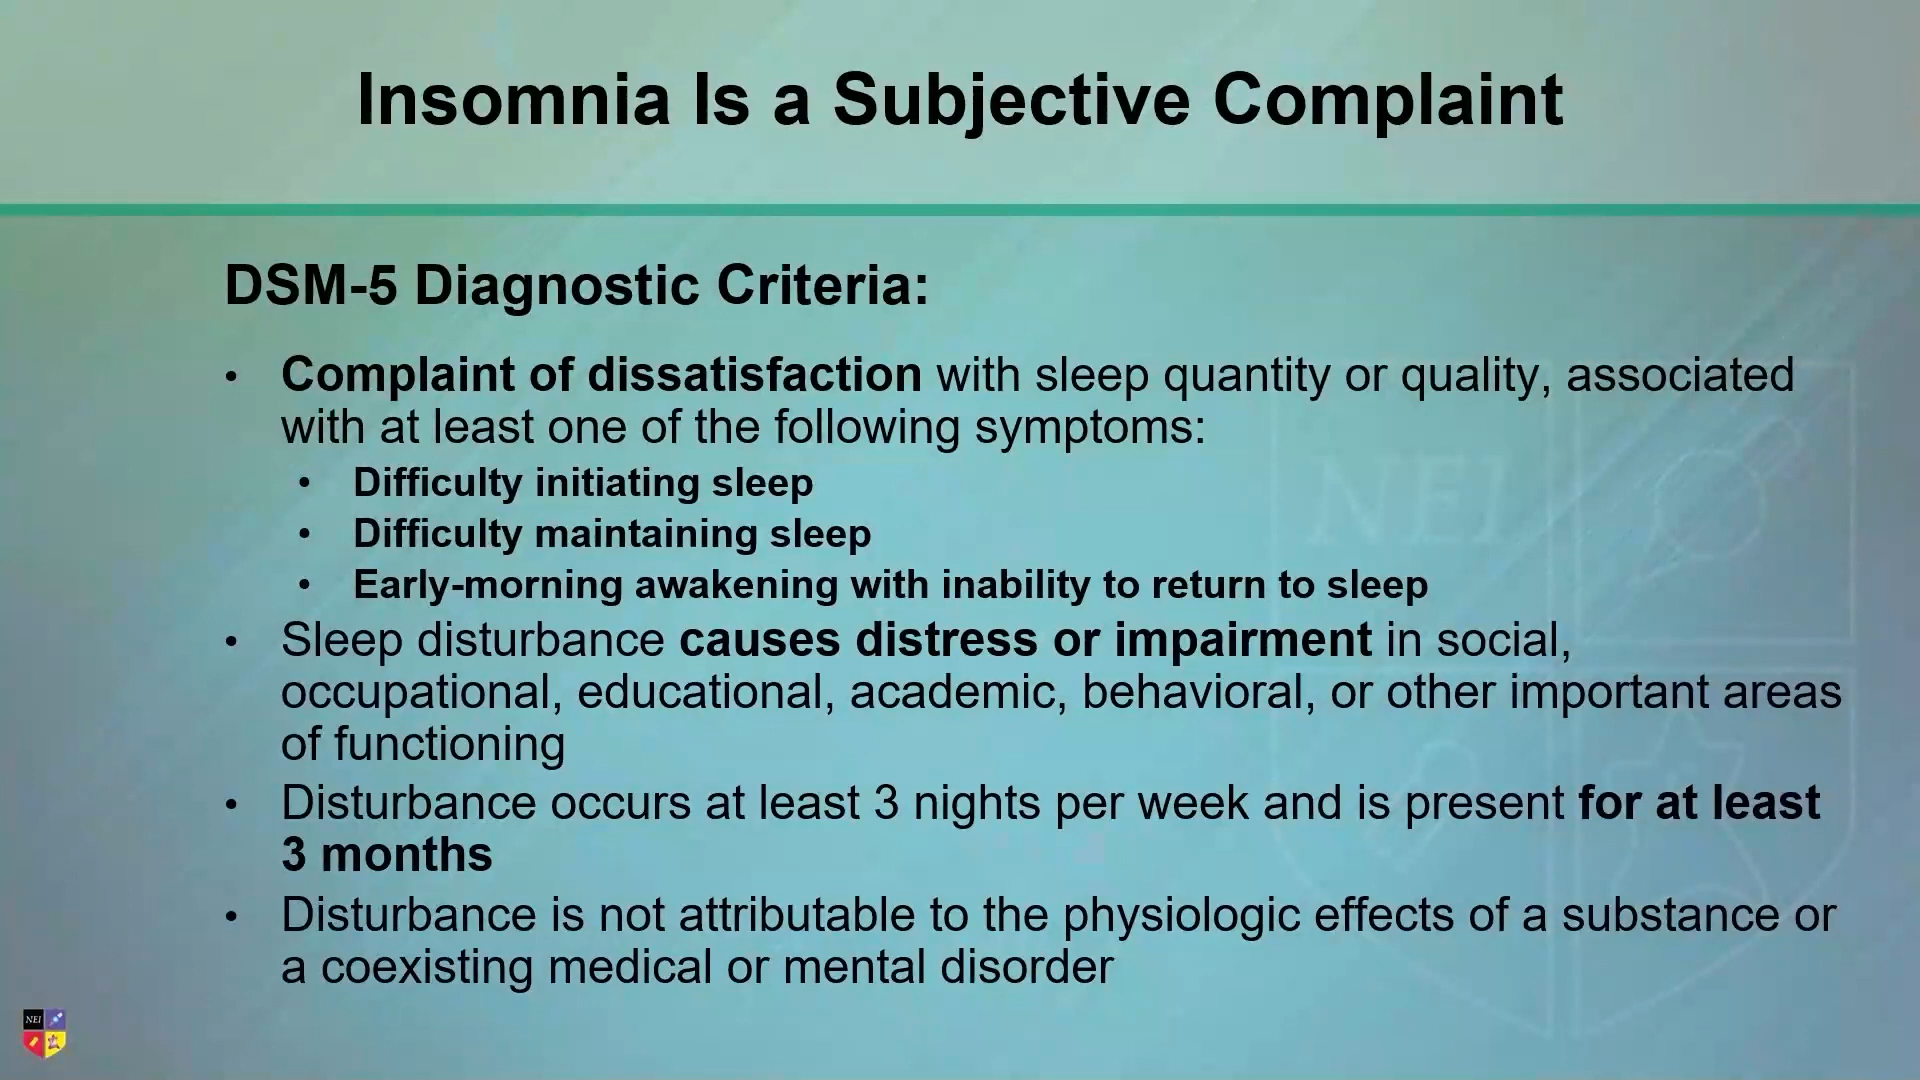 Insomnia Is a Subjective Complaint
DSM-5 Diagnostic Criteria:
• Complaint of dissatisfaction with sleep quantity or quality, associated
with at least one of the following symptoms:
• Difficulty initiating sleep
• Difficulty maintaining sleep
• Early-morning awakening with inability to return to sleep
• Sleep disturbance causes distress or impairment in social,
occupational, educational, academic, behavioral, or other important areas
of functioning
• Disturbance occurs at least 3 nights per week and is present for at least
3 months
• Disturbance is not attributable to the physiologic effects of a substance or
a coexisting medical or mental disorder
NEI
NEI